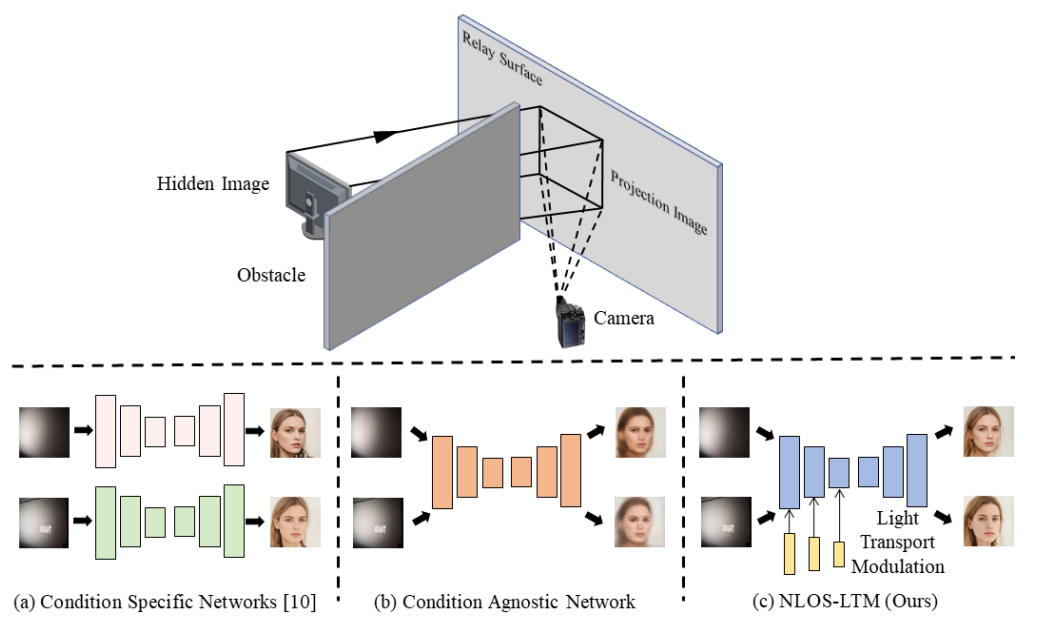 Relay Surface
Hidden Image
Projection Image
Obstacle
Camera
Light
Transport
Modulation
(a) Condition Specific Networks [10]
(b) Condition Agnostic Network
(c) NLOS-LTM (Ours)